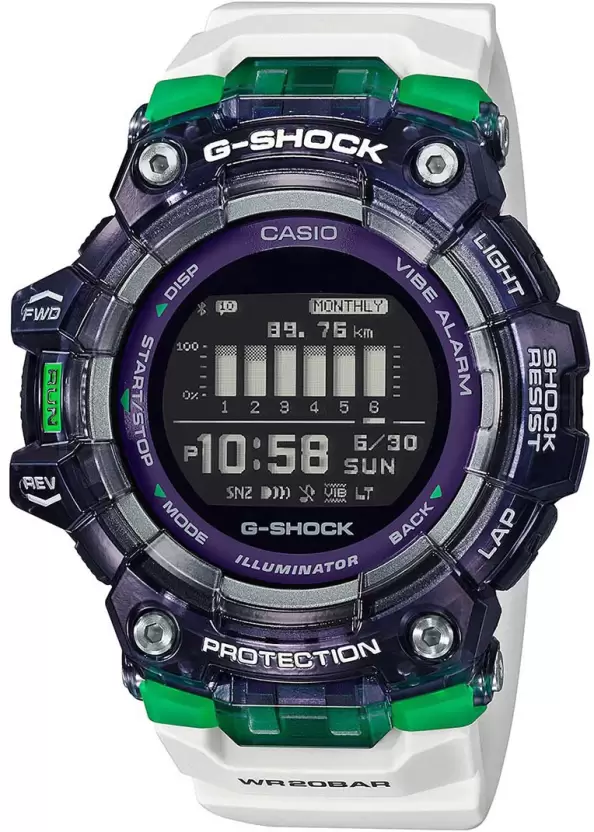 G-SHOCK
CASIO
DISP
VIBE ALARM
LIGHT
FWD
SHOCK RESIST
RUN
START/STOP
REV
MODE
BACK
LAP
10 MONTHLY
89.76 km
100
0%
1 2 3 4 5 6
P 10:58 6/30
SUN
SNZ VIB LT
G-SHOCK
ILLUMINATOR
PROTECTION
WR20BAR